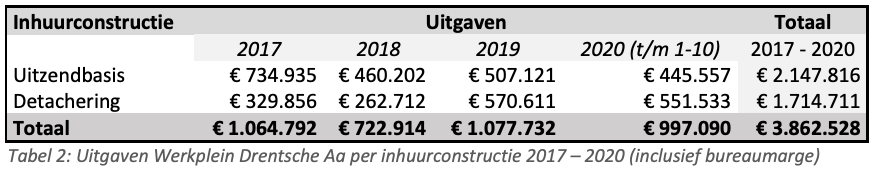 Inhuurconstructie Uitgaven Totaal
2017 2018 2019 2020 (t/m 1-10) 2017 - 2020
Uitzendbasis € 734.935 € 460.202 € 507.121 € 445.557 € 2.147.816
Detachering € 329.856 € 262.712 € 570.611 € 551.533 € 1.714.711
Totaal € 1.064.792 € 722.914 € 1.077.732 € 997.090 € 3.862.528
Tabel 2: Uitgaven Werkplein Drentsche Aa per inhuurconstructie 2017 – 2020 (inclusief bureaumarge)